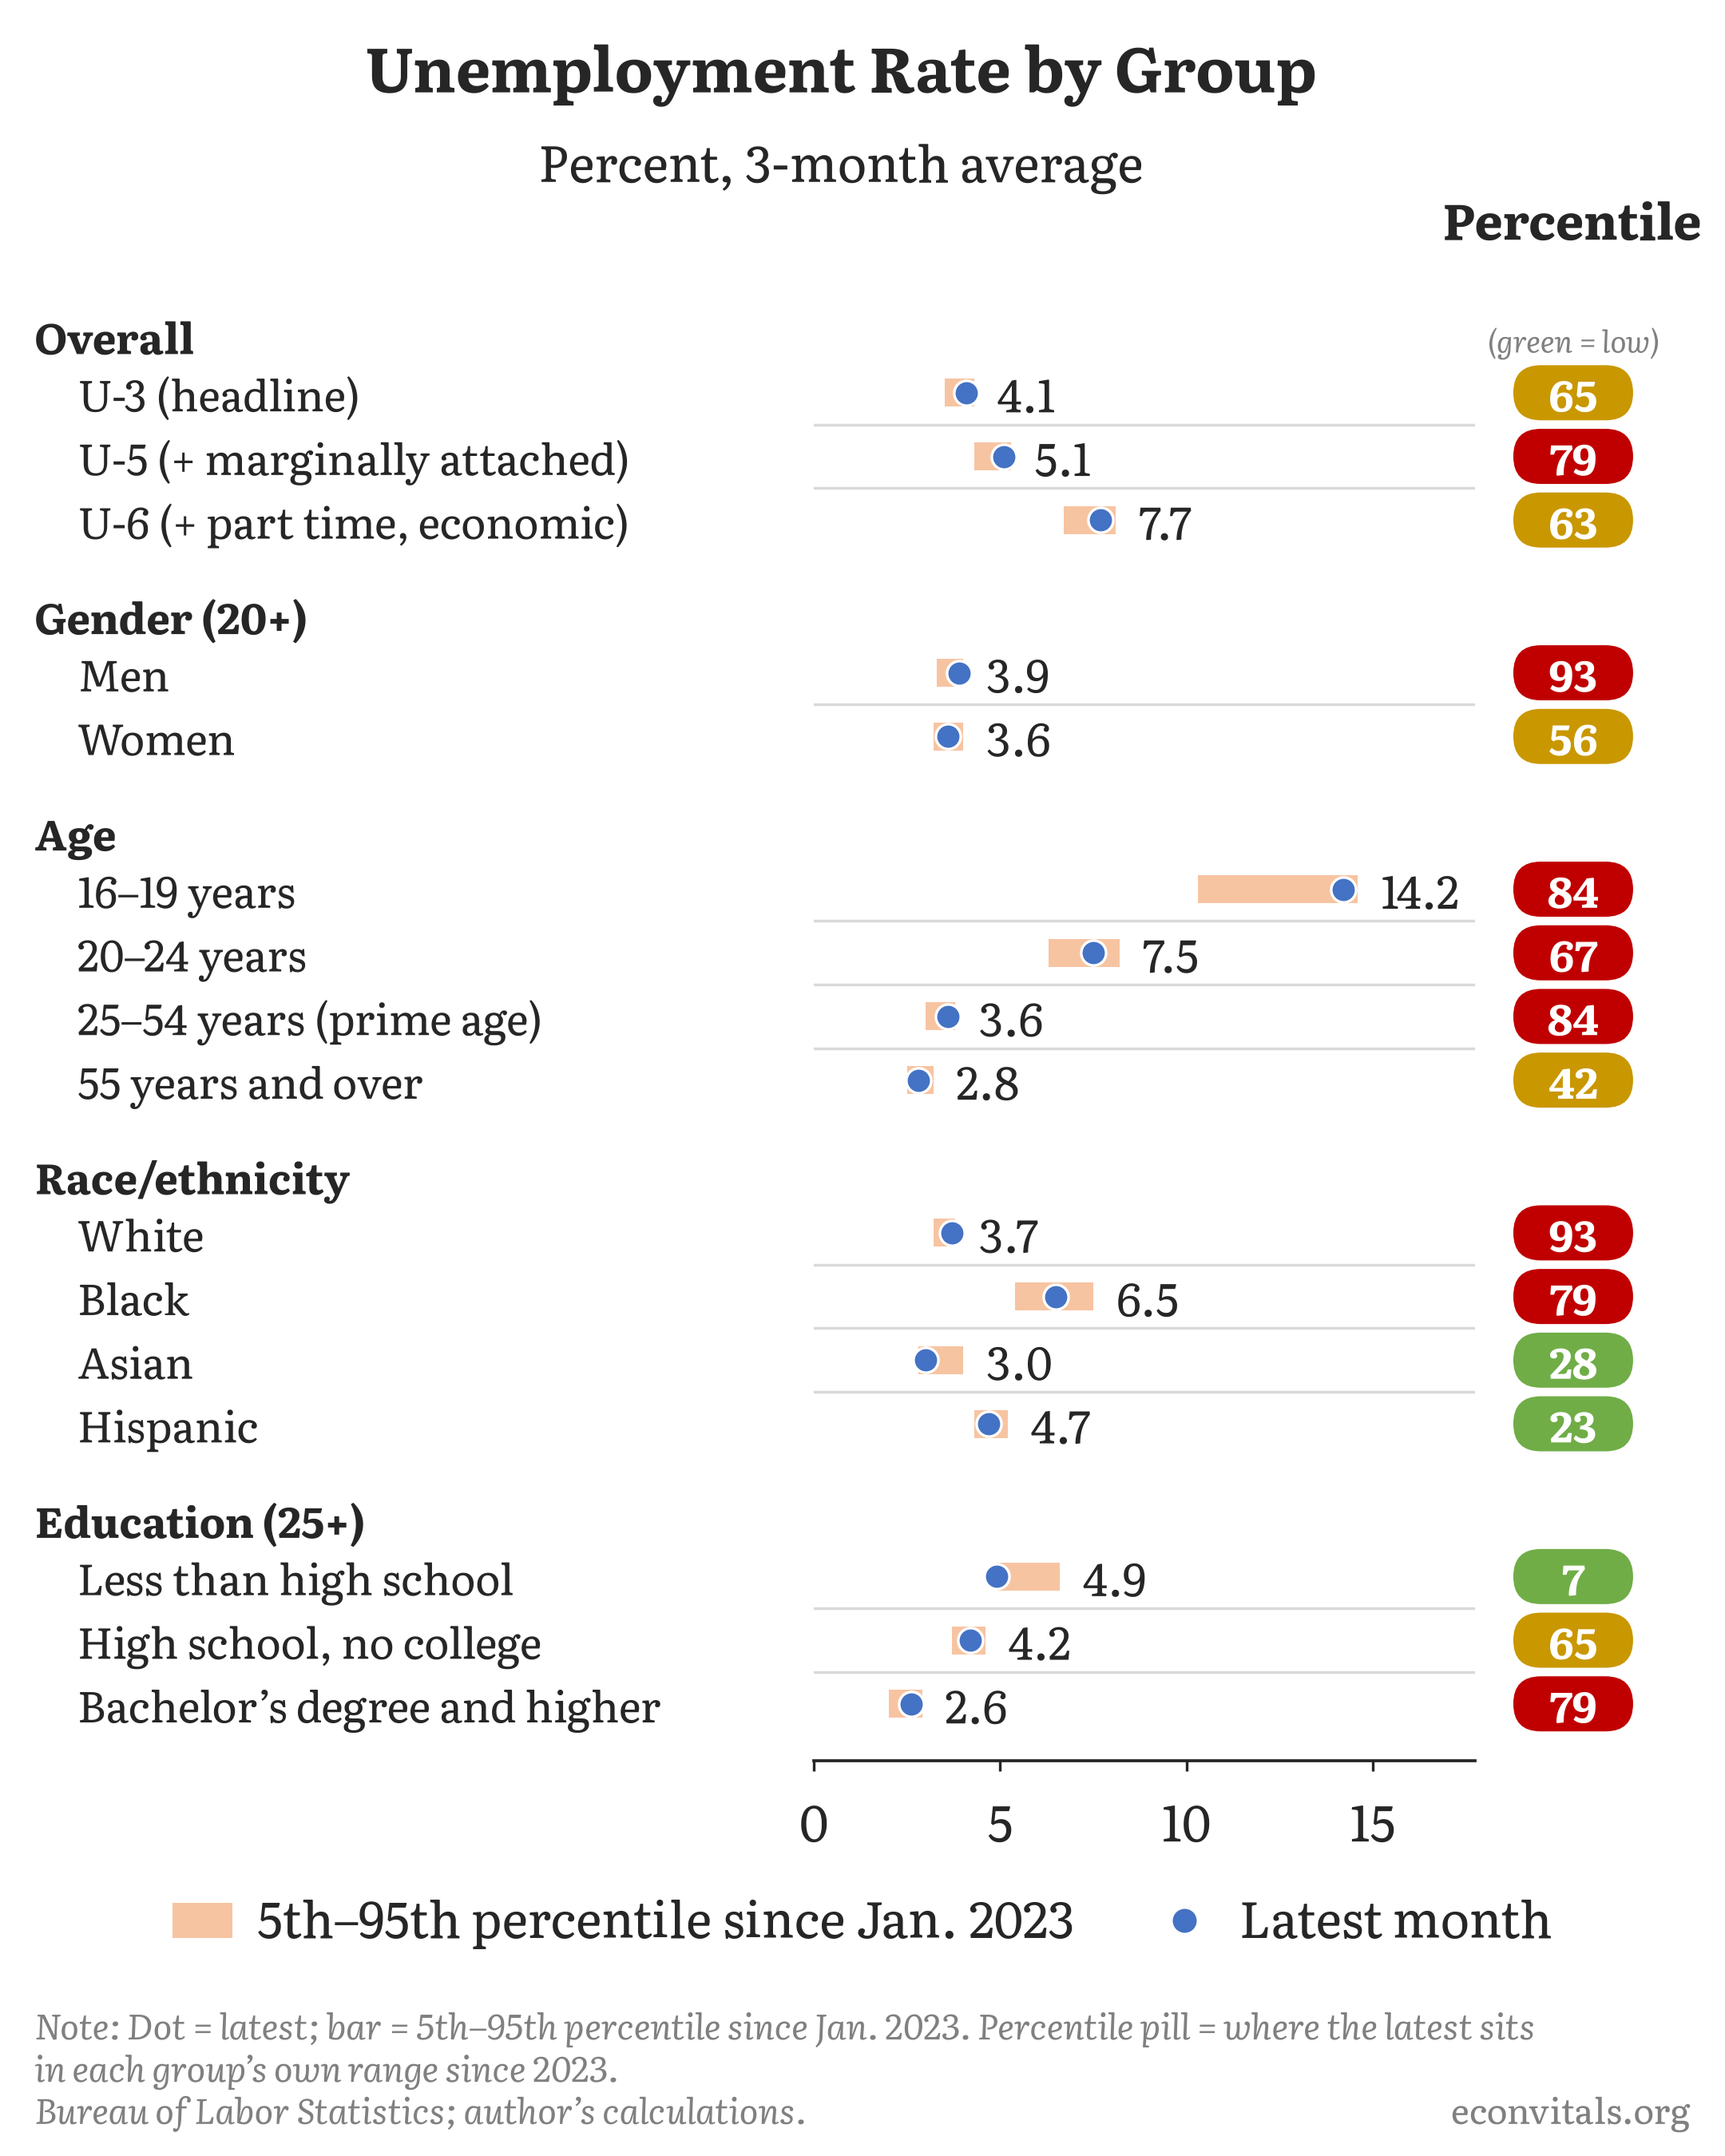 Unemployment Rate by Group
Percent, 3-month average
Percentile
Overall (green = low)
U-3 (headline) 4.1 65
U-5 (+ marginally attached) 5.1 79
U-6 (+ part time, economic) 7.7 63
Gender (20+)
Men 3.9 93
Women 3.6 56
Age
16–19 years 14.2 84
20–24 years 7.5 67
25–54 years (prime age) 3.6 84
55 years and over 2.8 42
Race/ethnicity
White 3.7 93
Black 6.5 79
Asian 3.0 28
Hispanic 4.7 23
Education (25+)
Less than high school 4.9 7
High school, no college 4.2 65
Bachelor’s degree and higher 2.6 79
0 5 10 15
5th–95th percentile since Jan. 2023 Latest month
Note: Dot = latest; bar = 5th–95th percentile since Jan. 2023. Percentile pill = where the latest sits
in each group’s own range since 2023.
Bureau of Labor Statistics; author’s calculations. econvitals.org